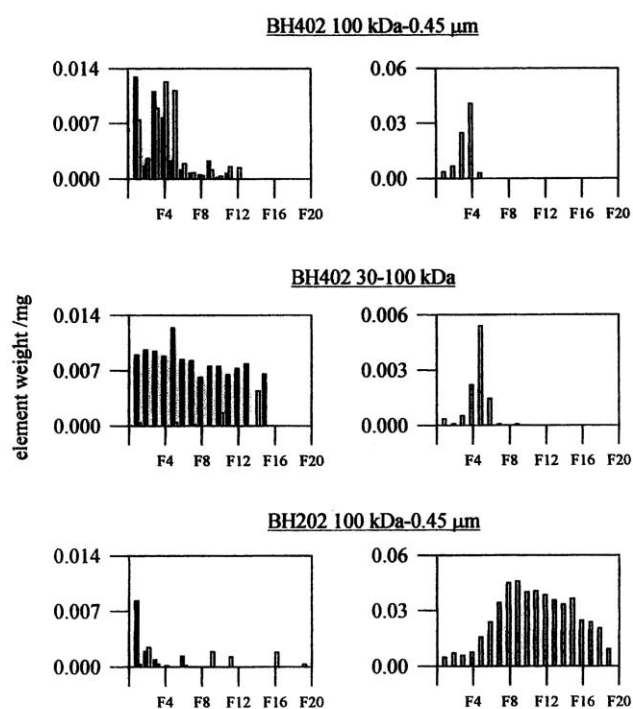 BH402 100 kDa-0.45 µm
0.014
0.007
0.000
F4 F8 F12 F16 F20
0.06
0.03
0.00
F4 F8 F12 F16 F20
BH402 30-100 kDa
element weight /mg
0.014
0.007
0.000
F4 F8 F12 F16 F20
0.006
0.003
0.000
F4 F8 F12 F16 F20
BH202 100 kDa-0.45 µm
0.014
0.007
0.000
F4 F8 F12 F16 F20
0.06
0.03
0.00
F4 F8 F12 F16 F20